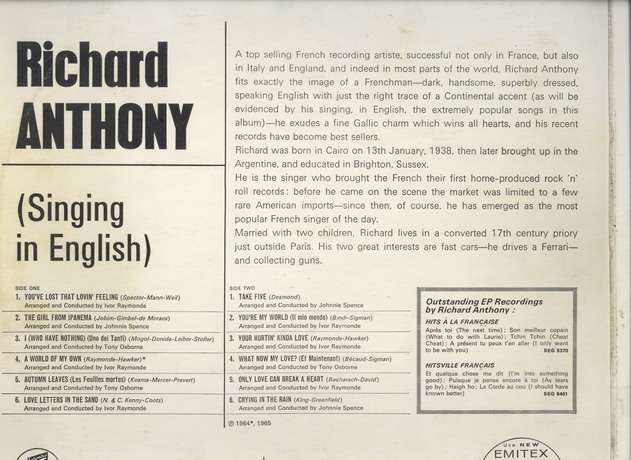 Richard
ANTHONY
(Singing
in English)
A top selling French recording artiste, successful not only in France, but also
in Italy and England, and indeed in most parts of the world, Richard Anthony
fits exactly the image of a Frenchman—dark, handsome, superbly dressed,
speaking English with just the right trace of a Continental accent (as will be
evidenced by his singing, in English, the extremely popular songs in this
album)—he exudes a fine Gallic charm which wins all hearts, and his recent
records have become best sellers.
Richard was born in Cairo on 13th January, 1938, then later brought up in the
Argentine, and educated in Brighton, Sussex.
He is the singer who brought the French their first home-produced rock 'n'
roll records: before he came on the scene the market was limited to a few
rare American imports—since then, of course, he has emerged as the most
popular French singer of the day.
Married with two children, Richard lives in a converted 17th century priory
just outside Paris. His two great interests are fast cars—he drives a Ferrari—
and collecting guns.
SIDE ONE
1. YOU'VE LOST THAT LOVIN' FEELING (Spector-Mann-Weil)
Arranged and Conducted by Ivor Raymonde
2. THE GIRL FROM IPANEMA (Jobim-Gimbel-de Moraes)
Arranged and Conducted by Johnnie Spence
3. I (WHO HAVE NOTHING) (Uno dei Tanti) (Mogol-Donida-Leiber-Stoller)
Arranged and Conducted by Tony Osborne
4. A WORLD OF MY OWN (Raymonde-Hawker)*
Arranged and Conducted by Ivor Raymonde
5. AUTUMN LEAVES (Les Feuilles mortes) (Kosma-Mercer-Prevert)
Arranged and Conducted by Tony Osborne
6. LOVE LETTERS IN THE SAND (N. & C. Kenny-Coots)
Arranged and Conducted by Ivor Raymonde
SIDE TWO
1. TAKE FIVE (Desmond)
Arranged and Conducted by Johnnie Spence
2. YOU'RE MY WORLD (Il mio mondo) (Bindi-Sigman)
Arranged and Conducted by Ivor Raymonde
3. YOUR HURTIN' KINDA LOVE (Raymonde-Hawker)
Arranged and Conducted by Ivor Raymonde
4. WHAT NOW MY LOVE? (Et Maintenant) (Bécaud-Sigman)
Arranged and Conducted by Tony Osborne
5. ONLY LOVE CAN BREAK A HEART (Bacharach-David)
Arranged and Conducted by Ivor Raymonde
6. CRYING IN THE RAIN (King-Greenfield)
Arranged and Conducted by Johnnie Spence
℗ 1964*, 1965
Outstanding EP Recordings
by Richard Anthony :
HITS À LA FRANÇAISE
Après toi (The next time); Son meilleur copain
(What to do with Laurie); Tchin Tchin (Cheat
Cheat); A présent tu peux t'en aller (I only want
to be with you) SEG 8370
HITSVILLE FRANÇAIS
Et quelque chose me dit (I'm into something
good); Puisque je pense encore à toi (As tears
go by); Heigh ho; La Corde au cou (I should have
known better) SEG 8401
Use NEW
EMITEX